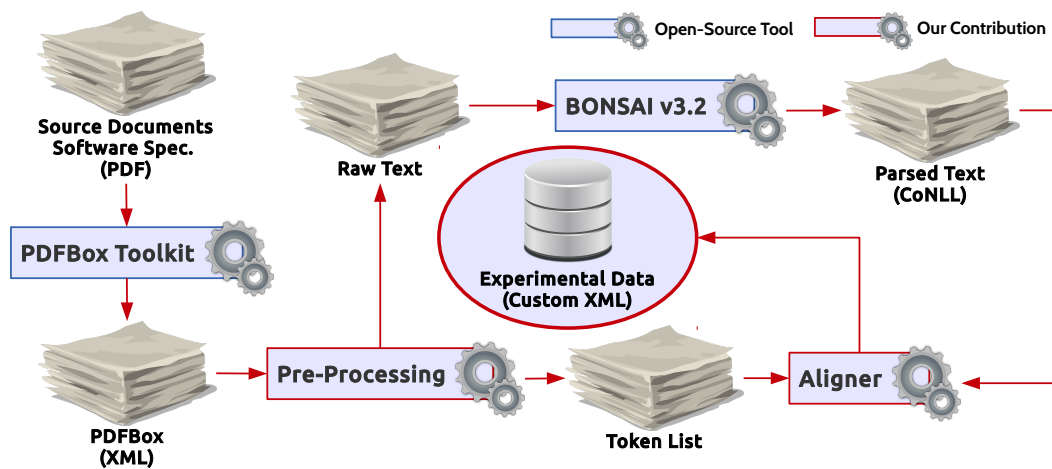 Open-Source Tool
Our Contribution
Source Documents
Software Spec.
(PDF)
Raw Text
BONSAI v3.2
Parsed Text
(CoNLL)
PDFBox Toolkit
Experimental Data
(Custom XML)
PDFBox
(XML)
Pre-Processing
Token List
Aligner